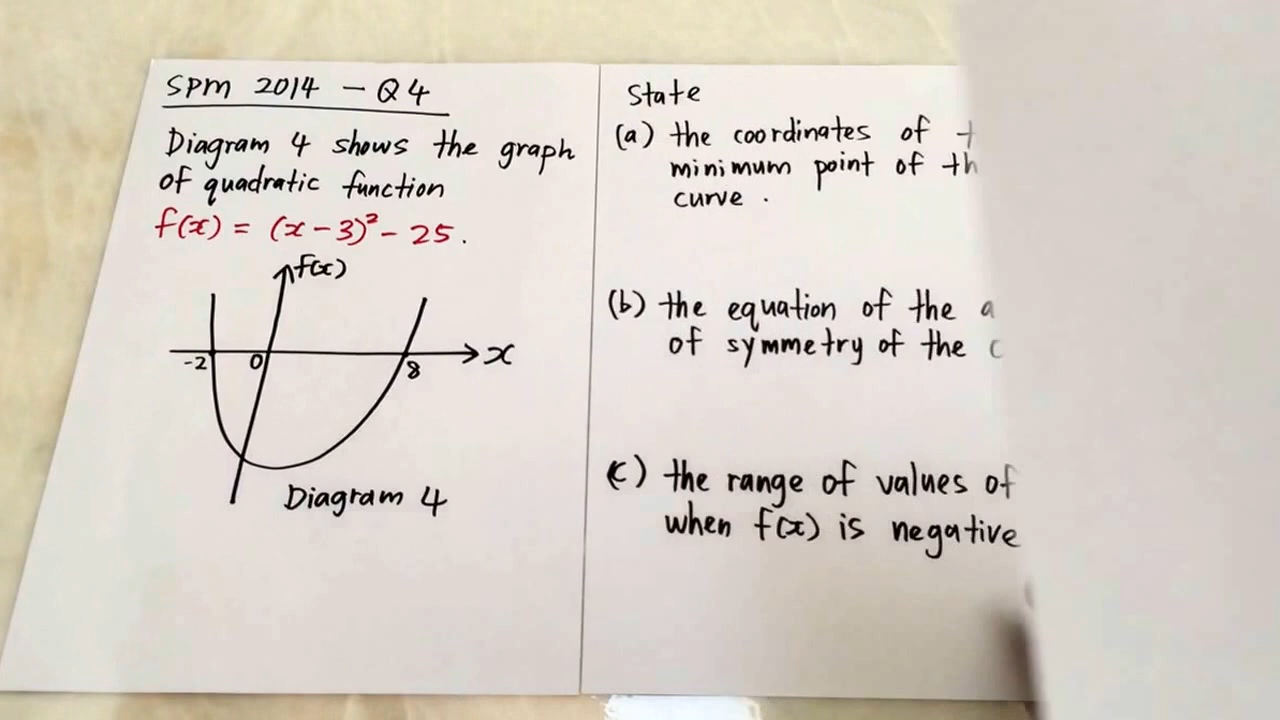 SPM 2014 - Q4
Diagram 4 shows the graph
of quadratic function
f(x) = (x - 3)² - 25.
f(x)
-2 0 8 x
Diagram 4
State
(a) the coordinates of
minimum point of th
curve.
(b) the equation of the a
of symmetry of the c
(c) the range of values of
when f(x) is negative